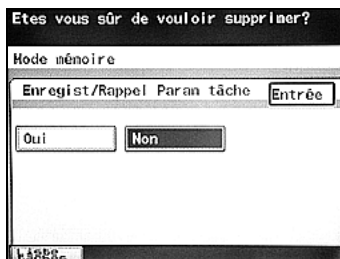 Etes vous sûr de vouloir supprimer?
Mode mémoire
Enregist/Rappel Param tâche Entrée
Oui Non